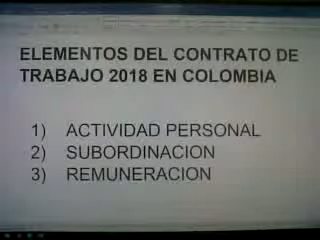 ELEMENTOS DEL CONTRATO DE
TRABAJO 2018 EN COLOMBIA
1) ACTIVIDAD PERSONAL
2) SUBORDINACION
3) REMUNERACION